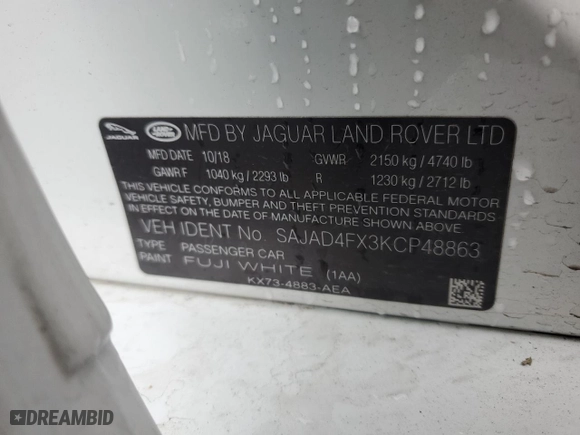 JAGUAR LAND ROVER MFD BY JAGUAR LAND ROVER LTD
MFD DATE 10/18 GVWR 2150 kg / 4740 lb
GAWR F 1040 kg / 2293 lb R 1230 kg / 2712 lb
THIS VEHICLE CONFORMS TO ALL APPLICABLE FEDERAL MOTOR
VEHICLE SAFETY, BUMPER AND THEFT PREVENTION STANDARDS
IN EFFECT ON THE DATE OF MANUFACTURE SHOWN ABOVE.
VEH IDENT No. SAJAD4FX3KCP48863
TYPE PASSENGER CAR
PAINT FUJI WHITE (1AA)
KX73-4883-AEA
DREAMBID